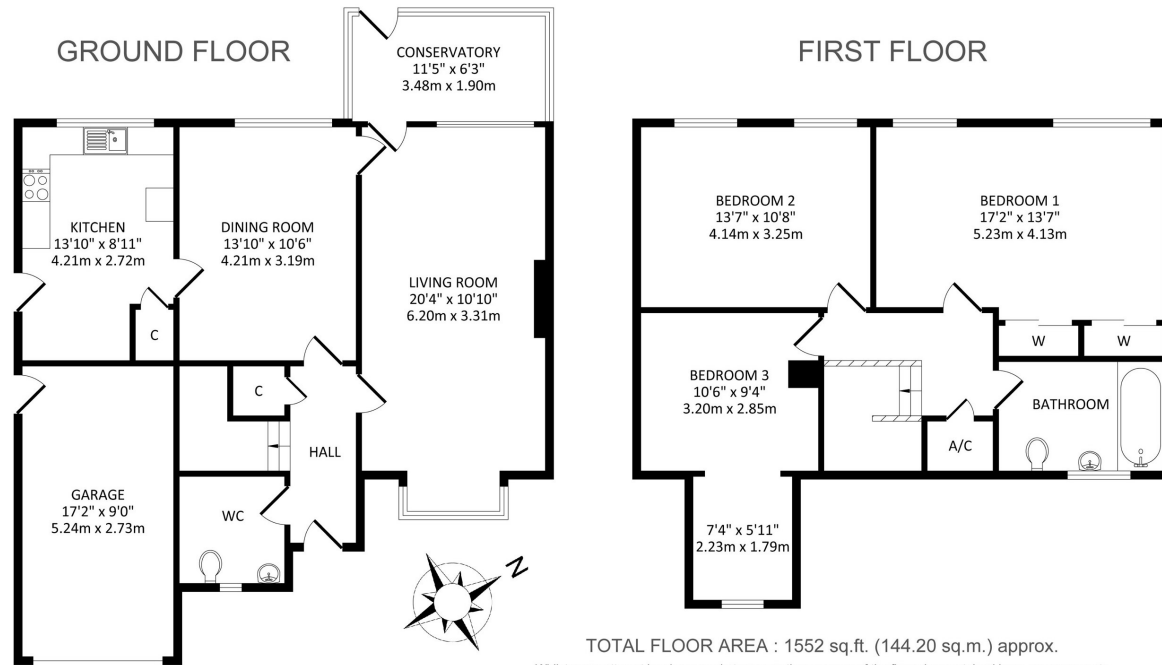 GROUND FLOOR
FIRST FLOOR
CONSERVATORY
11'5" x 6'3"
3.48m x 1.90m
KITCHEN
13'10" x 8'11"
4.21m x 2.72m
DINING ROOM
13'10" x 10'6"
4.21m x 3.19m
LIVING ROOM
20'4" x 10'10"
6.20m x 3.31m
C
C
HALL
WC
GARAGE
17'2" x 9'0"
5.24m x 2.73m
N
BEDROOM 2
13'7" x 10'8"
4.14m x 3.25m
BEDROOM 1
17'2" x 13'7"
5.23m x 4.13m
W
W
BEDROOM 3
10'6" x 9'4"
3.20m x 2.85m
BATHROOM
A/C
7'4" x 5'11"
2.23m x 1.79m
TOTAL FLOOR AREA : 1552 sq.ft. (144.20 sq.m.) approx.